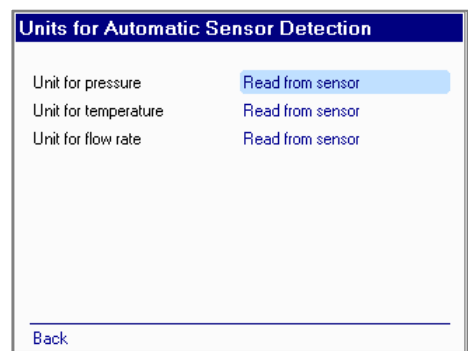 Units for Automatic Sensor Detection
Unit for pressure Read from sensor
Unit for temperature Read from sensor
Unit for flow rate Read from sensor
Back